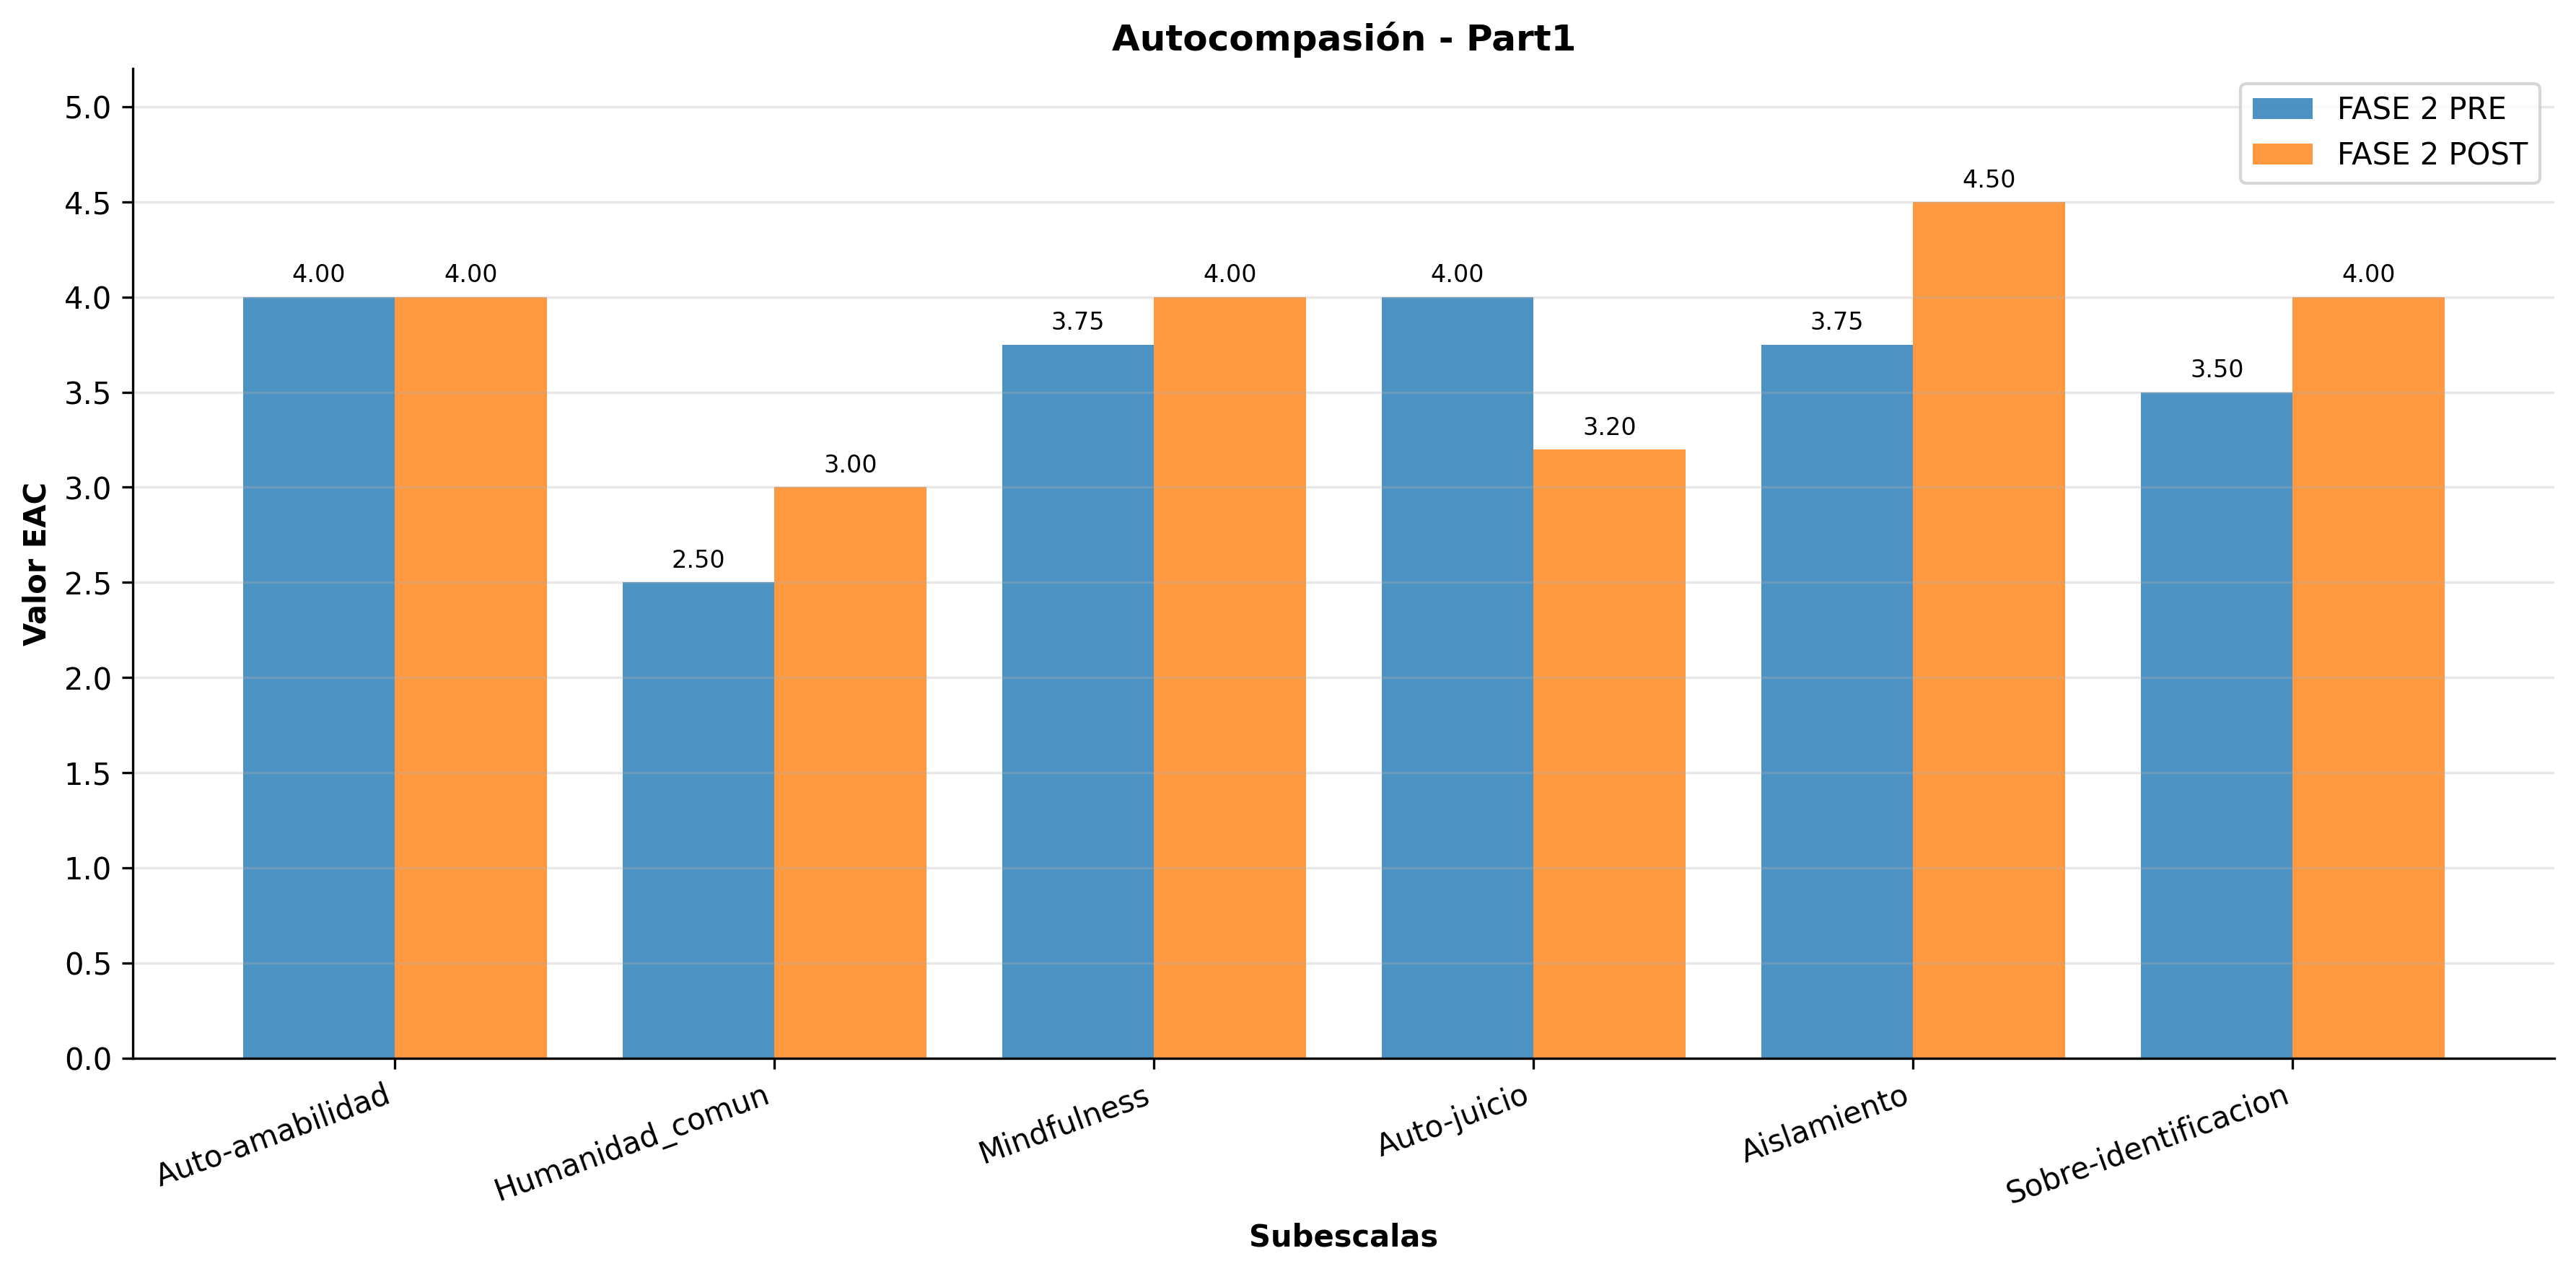 Autocompasión - Part1
FASE 2 PRE
FASE 2 POST
Valor EAC
5.0
4.5
4.0
3.5
3.0
2.5
2.0
1.5
1.0
0.5
0.0
4.00
4.00
2.50
3.00
3.75
4.00
4.00
3.20
3.75
4.50
3.50
4.00
Auto-amabilidad
Humanidad_comun
Mindfulness
Auto-juicio
Aislamiento
Sobre-identificacion
Subescalas